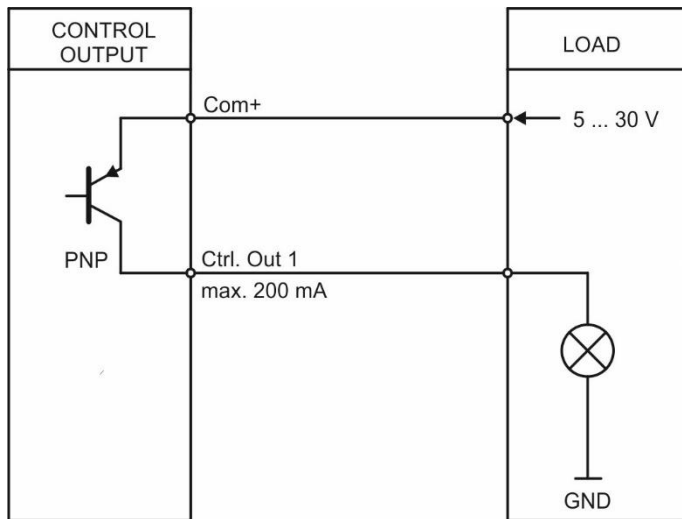 CONTROL
OUTPUT
LOAD
Com+
5 ... 30 V
PNP
Ctrl. Out 1
max. 200 mA
GND